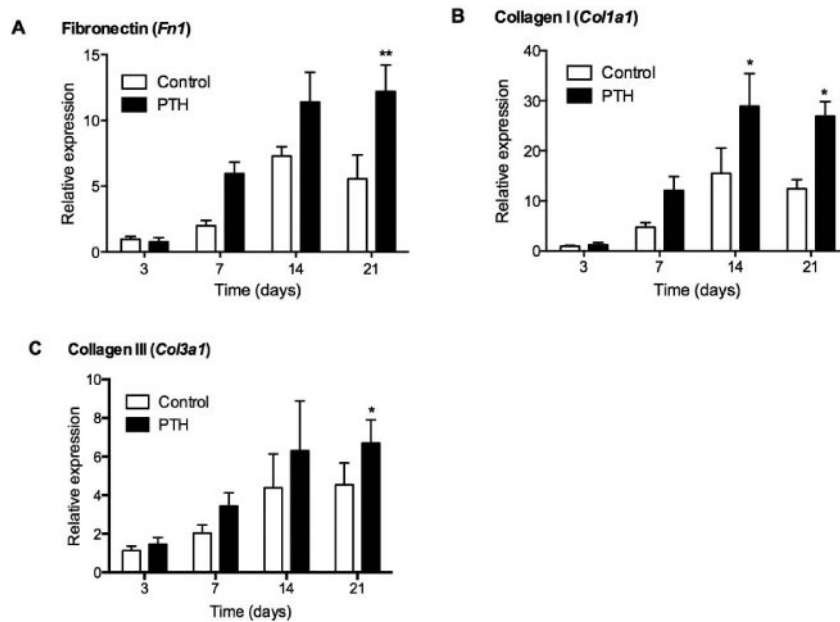 A Fibronectin (Fn1)
Relative expression
15
10
5
0
Control
PTH
**
3 7 14 21
Time (days)
B Collagen I (Col1a1)
Relative expression
40
30
20
10
0
Control
PTH
*
*
3 7 14 21
Time (days)
C Collagen III (Col3a1)
Relative expression
10
8
6
4
2
0
Control
PTH
*
3 7 14 21
Time (days)